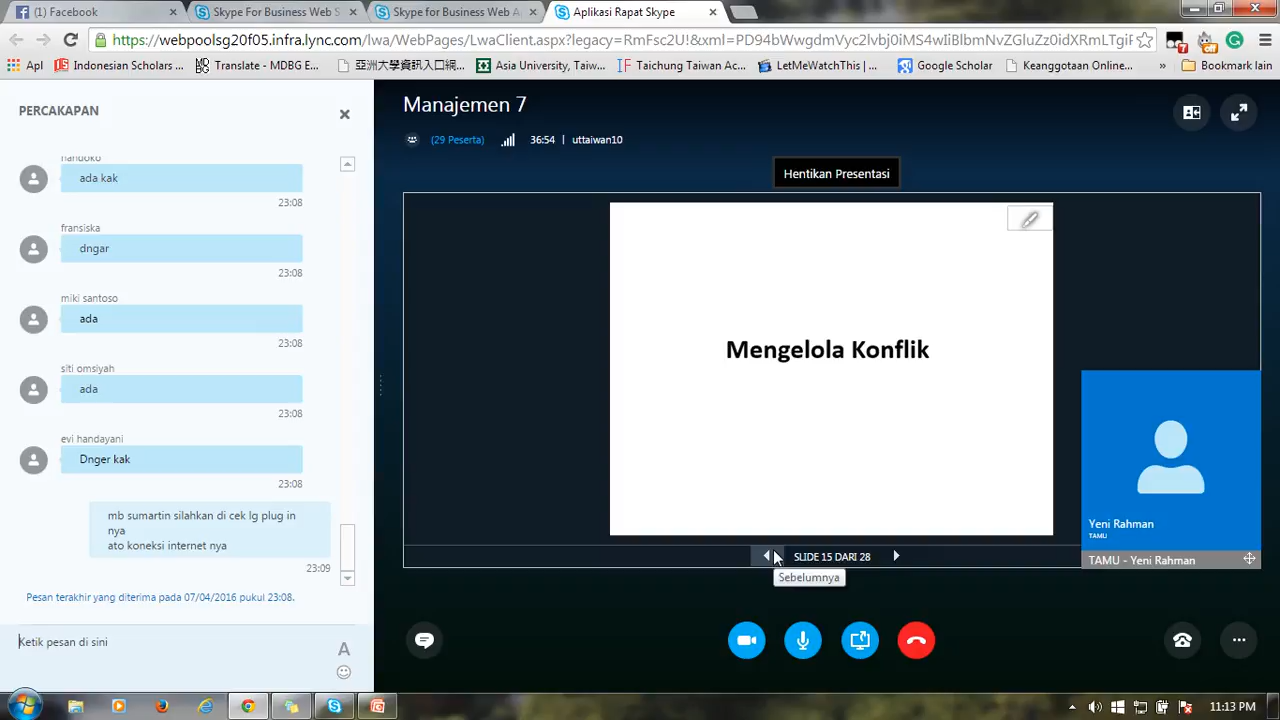 (1) Facebook
Skype For Business Web S
Skype for Business Web A
Aplikasi Rapat Skype
https://webpoolsg20f05.infra.lync.com/lwa/WebPages/LwaClient.aspx?legacy=RmFsc2U!&xml=PD94bWwgdmVyc2lvbj0iMS4wIiBlbmNvZGluZz0idXRmLTgiP
7
off
Apl
Indonesian Scholars ...
Translate - MDBG E...
亞洲大學資訊入口網...
Asia University, Taiw...
Taichung Taiwan Ac...
LetMeWatchThis |...
Google Scholar
Keanggotaan Online...
»
Bookmark lain
PERCAKAPAN
handoko
ada kak
23:08
fransiska
dngar
23:08
miki santoso
ada
23:08
siti omsiyah
ada
23:08
evi handayani
Dnger kak
23:08
mb sumartin silahkan di cek lg plug in
nya
ato koneksi internet nya
23:09
Pesan terakhir yang diterima pada 07/04/2016 pukul 23:08.
Ketik pesan di sini
A
Manajemen 7
(29 Peserta)
36:54 | uttaiwan10
Hentikan Presentasi
Mengelola Konflik
SLIDE 15 DARI 28
Sebelumnya
Yeni Rahman
TAMU
TAMU - Yeni Rahman
11:13 PM